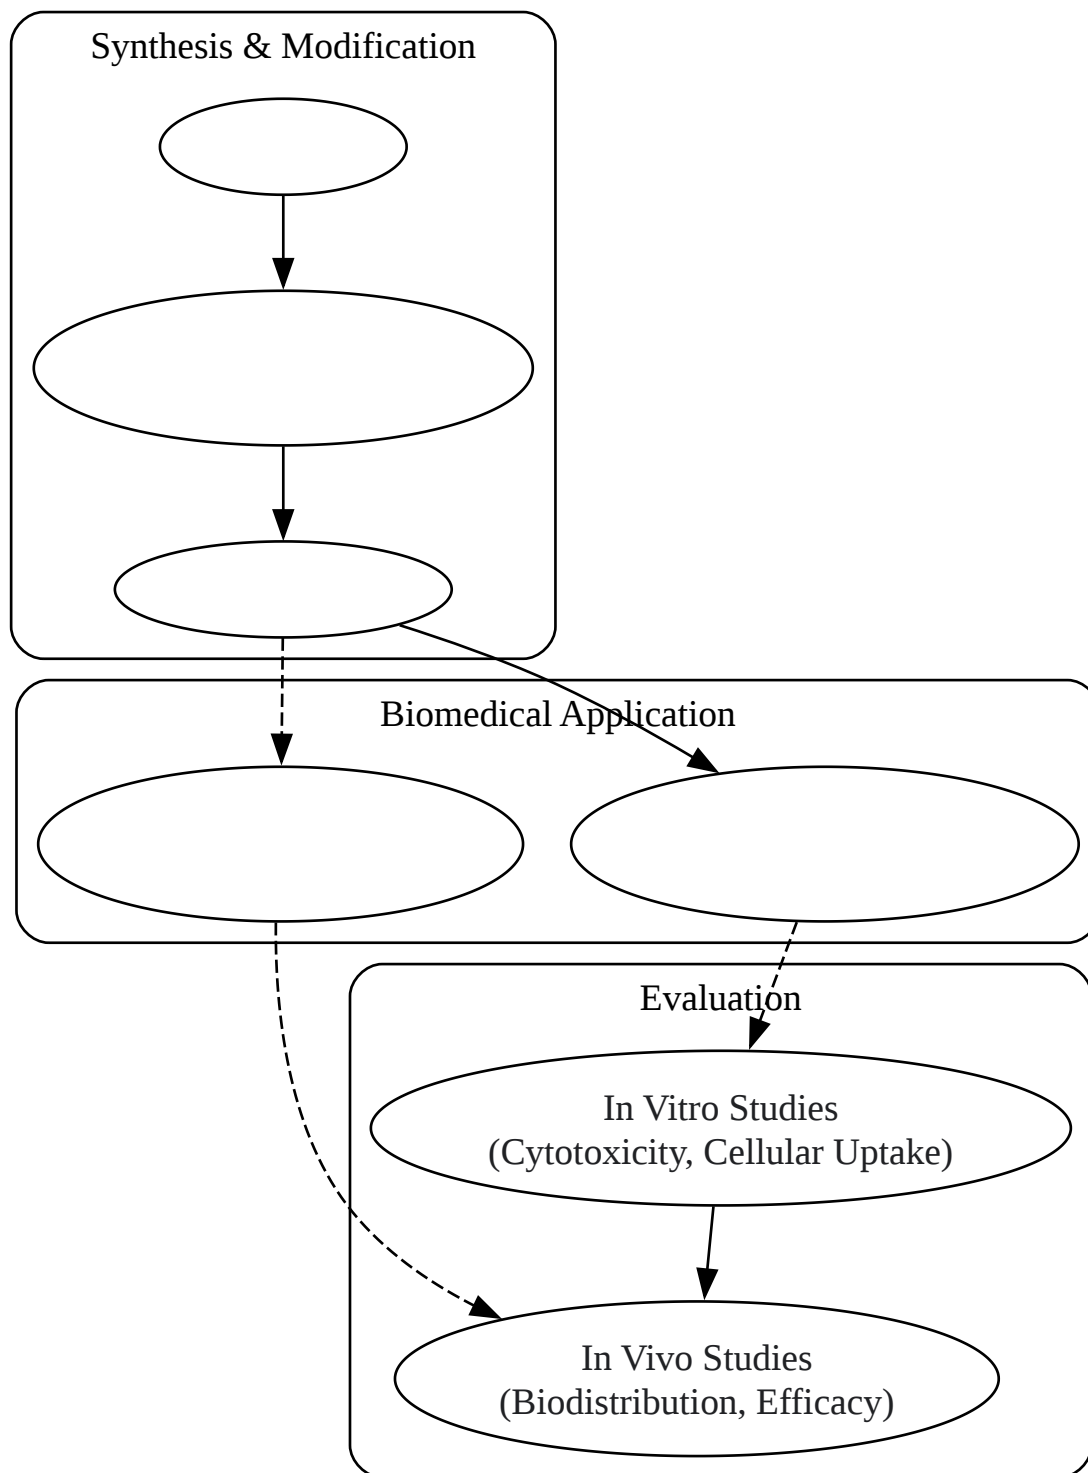 Synthesis & Modification
Biomedical Application
Evaluation
In Vitro Studies
(Cytotoxicity, Cellular Uptake)
In Vivo Studies
(Biodistribution, Efficacy)